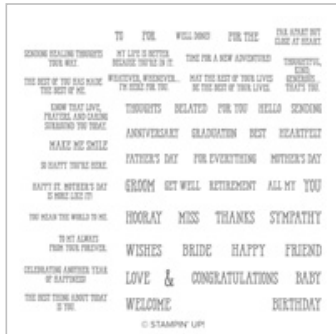 TO FOR WELL DONE! FOR THE
FAR APART BUT
CLOSE AT HEART.
SENDING HEALING THOUGHTS
YOUR WAY.
MY LIFE IS BETTER
BECAUSE YOU'RE IN IT.
TIME FOR A NEW ADVENTURE!
THOUGHTFUL,
KIND,
GENEROUS...
THAT'S YOU.
THE BEST OF YOU HAS MADE
THE BEST OF ME.
WHATEVER, WHENEVER...
I'M HERE FOR YOU.
MAY THE REST OF YOUR LIVES
BE THE BEST OF YOUR LIVES.
KNOW THAT LOVE,
PRAYERS, AND CARING
SURROUND YOU TODAY.
THOUGHTS BELATED FOR YOU HELLO SENDING
ANNIVERSARY GRADUATION BEST HEARTFELT
MAKE ME SMILE
SO HAPPY YOU'RE HERE.
FATHER'S DAY FOR EVERYTHING MOTHER'S DAY
HAPPY ST. MOTHER'S DAY
IS MORE LIKE IT!
GROOM GET WELL RETIREMENT ALL MY YOU
YOU MEAN THE WORLD TO ME.
HOORAY MISS THANKS SYMPATHY
TO MY ALWAYS
FROM YOUR FOREVER.
WISHES BRIDE HAPPY FRIEND
CELEBRATING ANOTHER YEAR
OF HAPPINESS!
LOVE & CONGRATULATIONS BABY
THE BEST THING ABOUT TODAY
IS YOU.
WELCOME BIRTHDAY
© STAMPIN' UP!